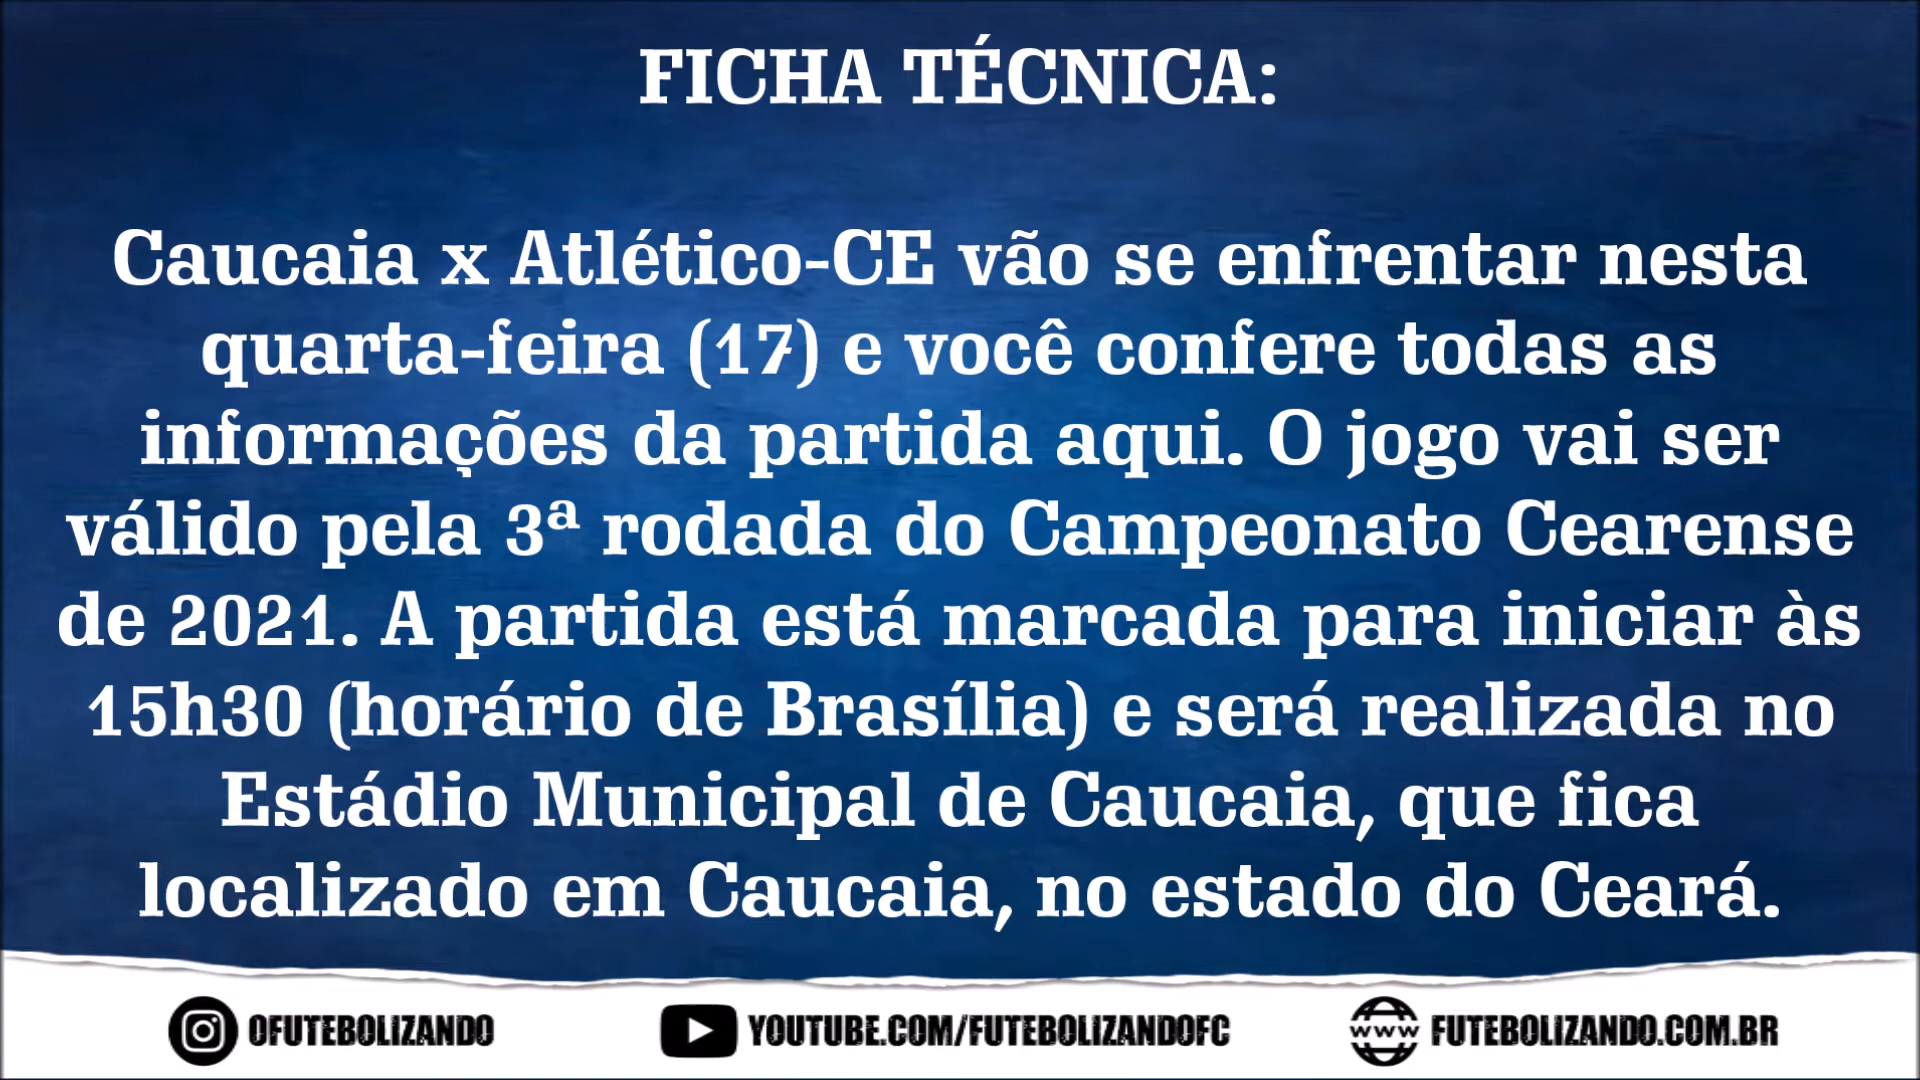 FICHA TÉCNICA:
Caucaia x Atlético-CE vão se enfrentar nesta
quarta-feira (17) e você confere todas as
informações da partida aqui. O jogo vai ser
válido pela 3ª rodada do Campeonato Cearense
de 2021. A partida está marcada para iniciar às
15h30 (horário de Brasília) e será realizada no
Estádio Municipal de Caucaia, que fica
localizado em Caucaia, no estado do Ceará.
OFUTEBOLIZANDO
YOUTUBE.COM/FUTEBOLIZANDOFC
WWW
FUTEBOLIZANDO.COM.BR